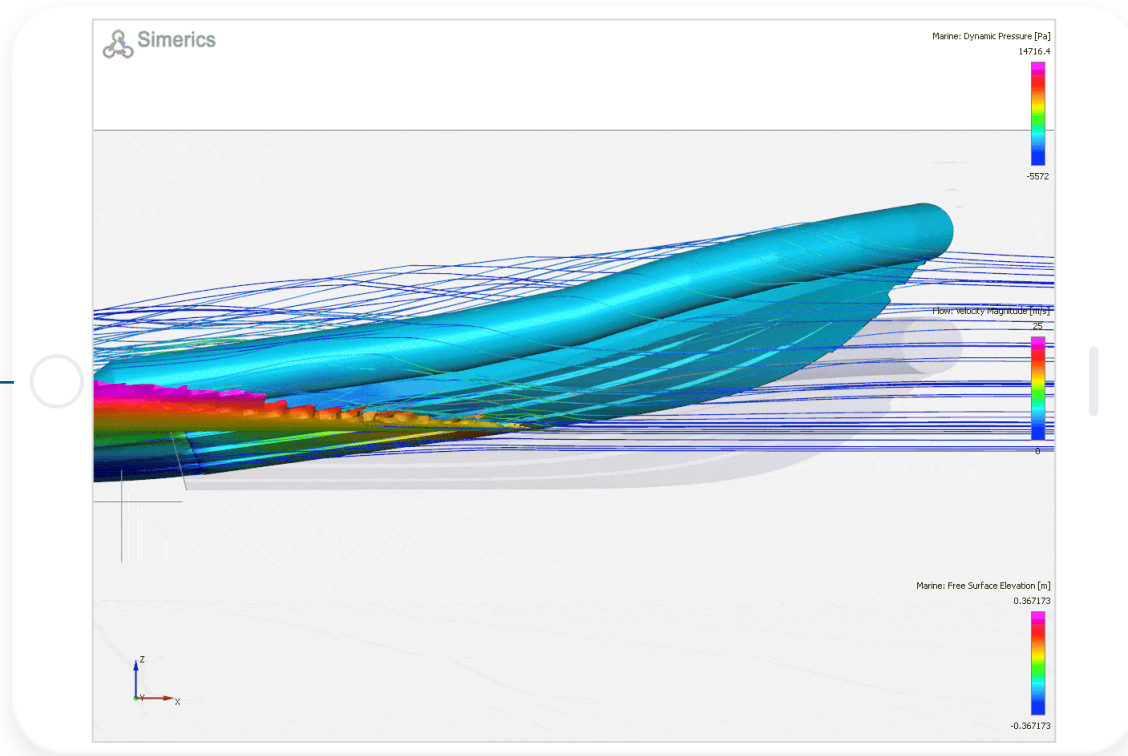 Simerics
Marine: Dynamic Pressure [Pa]
14716.4
-5572
Flow: Velocity Magnitude [m/s]
25
0
Marine: Free Surface Elevation [m]
0.367173
-0.367173
Z
Y
X